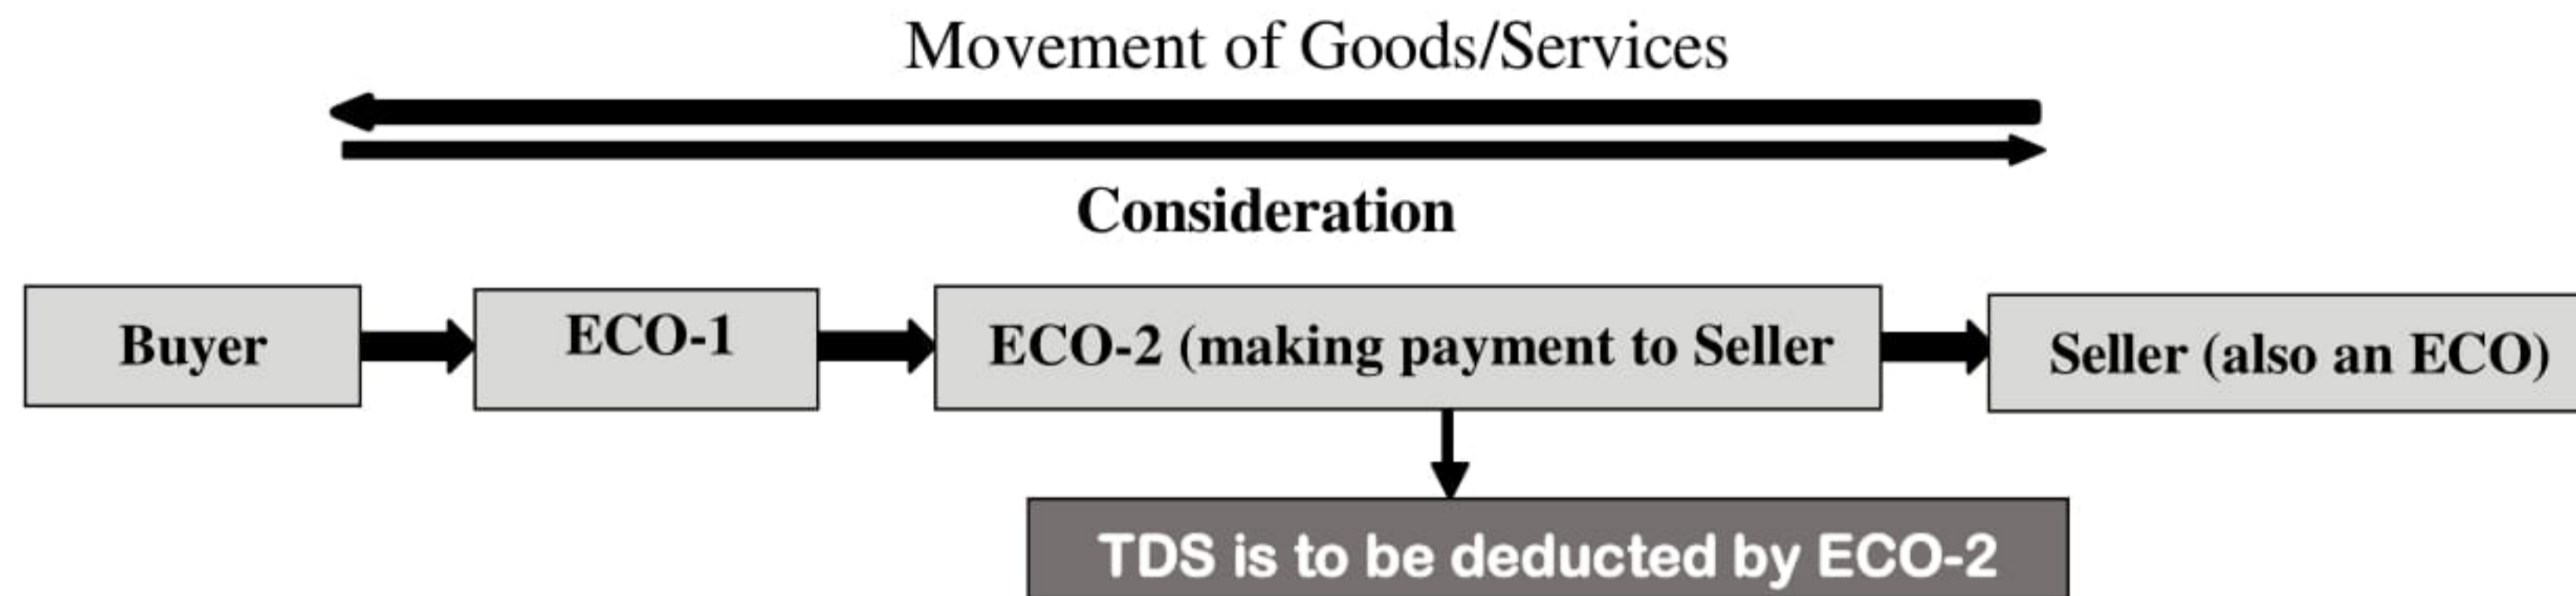 Movement of Goods/Services
Consideration
Buyer
ECO-1
ECO-2 (making payment to Seller
Seller (also an ECO)
TDS is to be deducted by ECO-2